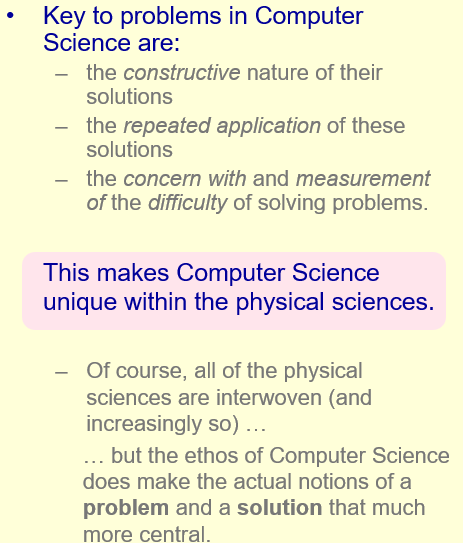 • Key to problems in Computer
Science are:
– the constructive nature of their
solutions
– the repeated application of these
solutions
– the concern with and measurement
of the difficulty of solving problems.
This makes Computer Science
unique within the physical sciences.
– Of course, all of the physical
sciences are interwoven (and
increasingly so) …
… but the ethos of Computer Science
does make the actual notions of a
problem and a solution that much
more central.